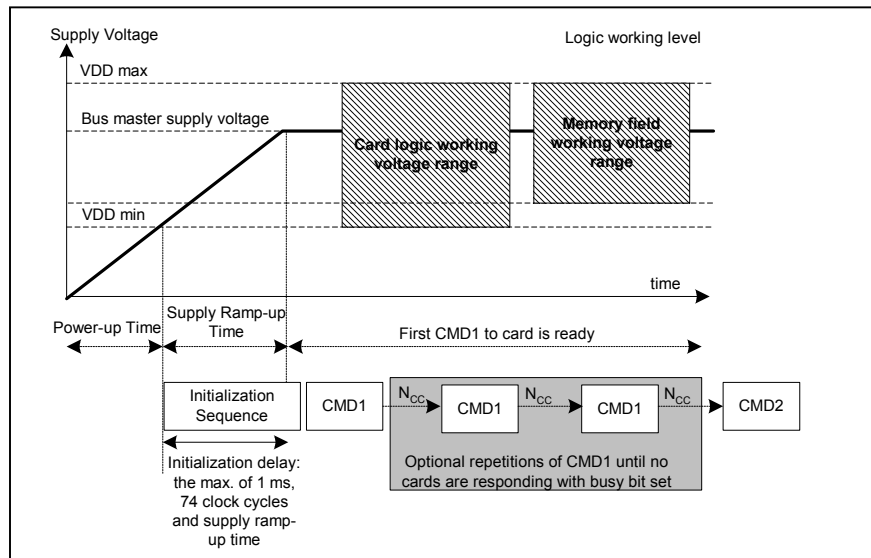 Supply Voltage
Logic working level
VDD max
Bus master supply voltage
Card logic working
voltage range
Memory field
working voltage
range
VDD min
time
Power-up Time
Supply Ramp-up
Time
First CMD1 to card is ready
Initialization
Sequence
CMD1
NCC
CMD1
NCC
CMD1
NCC
CMD2
Initialization delay:
the max. of 1 ms,
74 clock cycles
and supply ramp-
up time
Optional repetitions of CMD1 until no
cards are responding with busy bit set